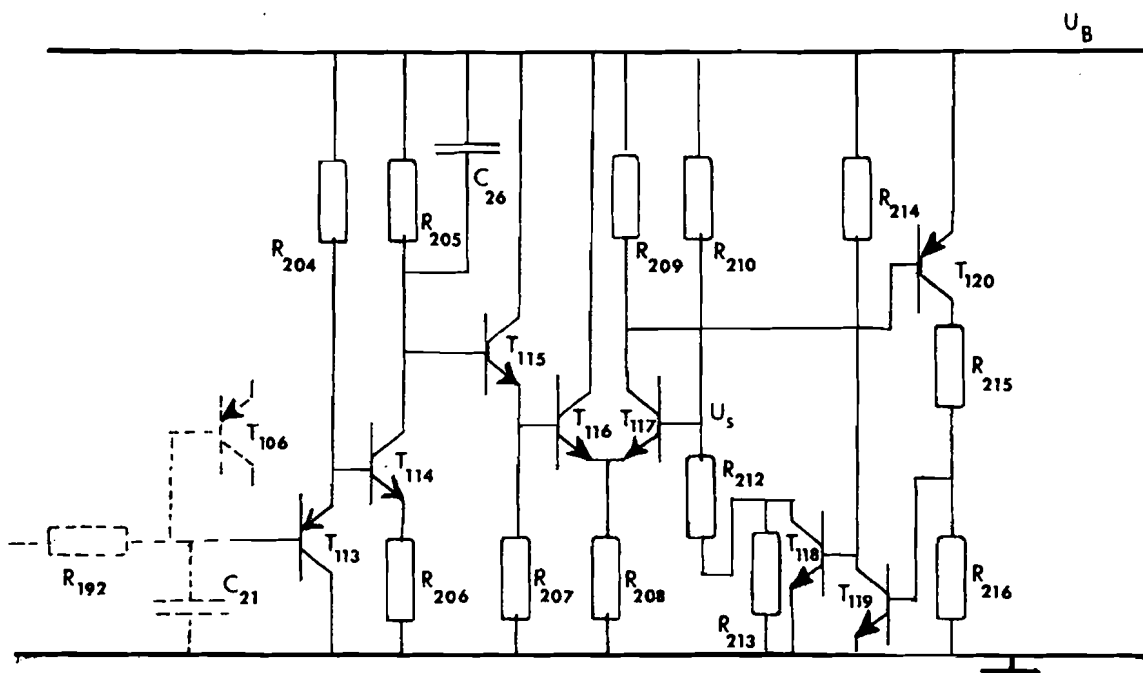 U_B
R_204
R_205
C_26
R_209
R_210
R_214
T_120
T_115
R_215
T_116
T_117
U_s
T_106
T_114
R_212
T_113
T_118
R_192
C_21
R_206
R_207
R_208
R_213
T_119
R_216